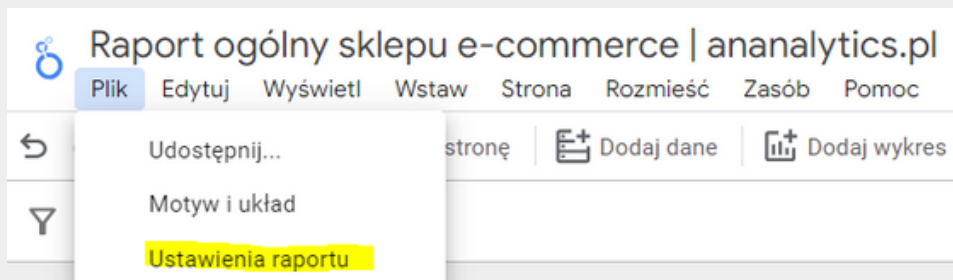 Raport ogólny sklepu e-commerce | ananalytics.pl
Plik Edytuj Wyświetl Wstaw Strona Rozmieść Zasób Pomoc
Udostępnij... stronę Dodaj dane Dodaj wykres
Motyw i układ
Ustawienia raportu